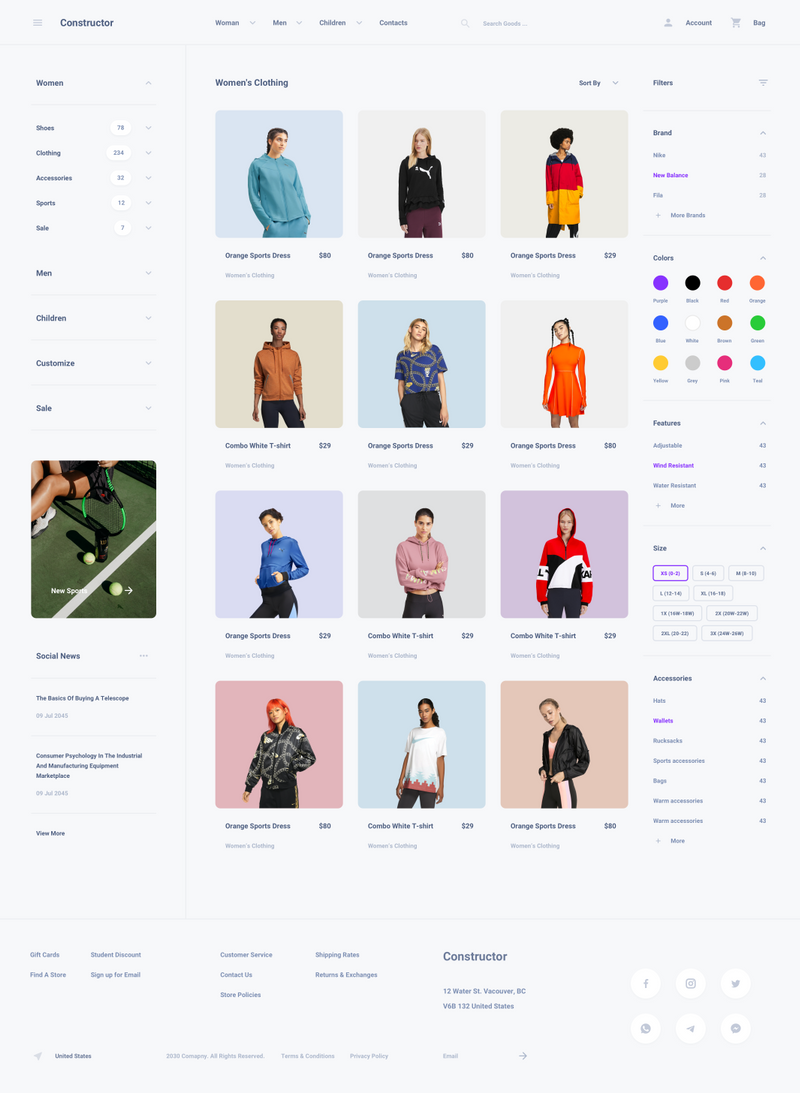 Constructor
Woman
Men
Children
Contacts
Search Goods ...
Account
Bag
Women
Shoes 78
Clothing 234
Accessories 32
Sports 12
Sale 7
Men
Children
Customize
Sale
New Sports
Social News
The Basics Of Buying A Telescope
09 Jul 2045
Consumer Psychology In The Industrial
And Manufacturing Equipment
Marketplace
09 Jul 2045
View More
Women's Clothing
Sort By
Orange Sports Dress $80
Women's Clothing
Orange Sports Dress $80
Women's Clothing
Orange Sports Dress $29
Women's Clothing
Combo White T-shirt $29
Women's Clothing
Orange Sports Dress $29
Women's Clothing
Orange Sports Dress $80
Women's Clothing
Orange Sports Dress $29
Women's Clothing
Combo White T-shirt $29
Women's Clothing
Combo White T-shirt $29
Women's Clothing
Orange Sports Dress $80
Women's Clothing
Combo White T-shirt $29
Women's Clothing
Orange Sports Dress $80
Women's Clothing
Filters
Brand
Nike 43
New Balance 28
Fila 28
+ More Brands
Colors
Purple Black Red Orange
Blue White Brown Green
Yellow Grey Pink Teal
Features
Adjustable 43
Wind Resistant 43
Water Resistant 43
+ More
Size
XS (0-2) S (4-6) M (8-10)
L (12-14) XL (16-18)
1X (16W-18W) 2X (20W-22W)
2XL (20-22) 3X (24W-26W)
Accessories
Hats 43
Wallets 43
Rucksacks 43
Sports accessories 43
Bags 43
Warm accessories 43
Warm accessories 43
+ More
Gift Cards
Student Discount
Find A Store
Sign up for Email
Customer Service
Shipping Rates
Contact Us
Returns & Exchanges
Store Policies
Constructor
12 Water St. Vacouver, BC
V6B 132 United States
United States
2030 Comapny. All Rights Reserved.
Terms & Conditions
Privacy Policy
Email